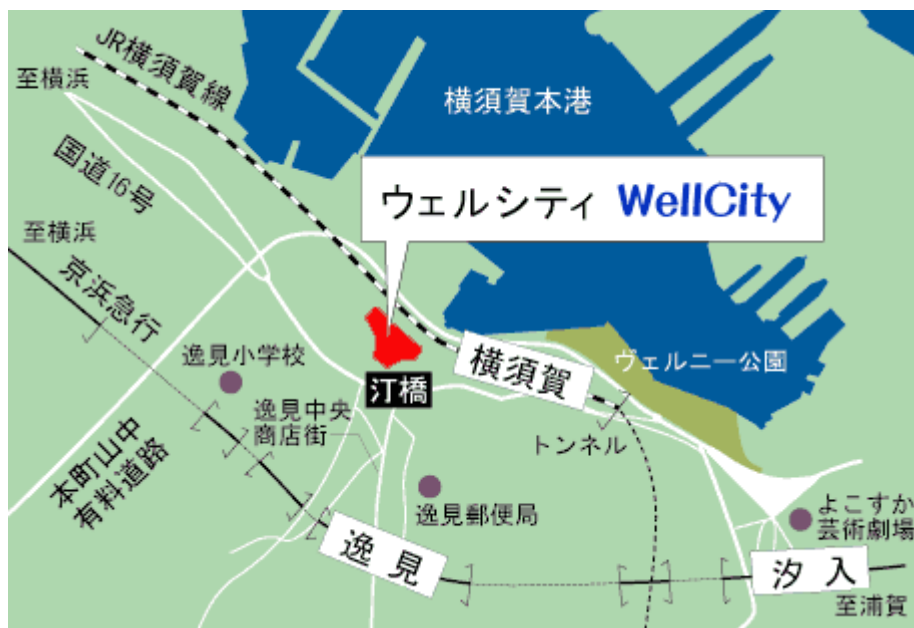 JR横須賀線
至横浜
横須賀本港
国道16号
ウェルシティ WellCity
至横浜
京浜急行
逸見小学校
横須賀
ヴェルニー公園
汀橋
逸見中央
商店街
トンネル
本町山中
有料道路
逸見郵便局
よこすか
芸術劇場
逸見
汐入
至浦賀